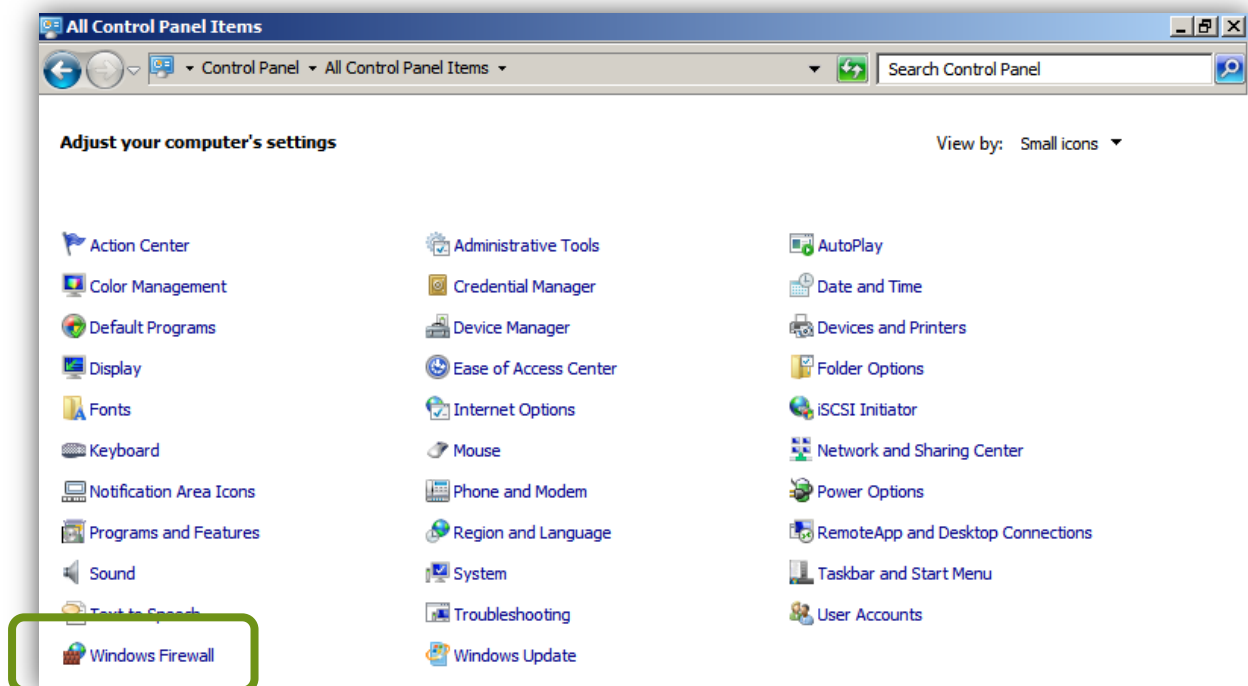 All Control Panel Items
Control Panel All Control Panel Items Search Control Panel
Adjust your computer's settings View by: Small icons
Action Center Administrative Tools AutoPlay
Color Management Credential Manager Date and Time
Default Programs Device Manager Devices and Printers
Display Ease of Access Center Folder Options
Fonts Internet Options iSCSI Initiator
Keyboard Mouse Network and Sharing Center
Notification Area Icons Phone and Modem Power Options
Programs and Features Region and Language RemoteApp and Desktop Connections
Sound System Taskbar and Start Menu
Text to Speech Troubleshooting User Accounts
Windows Firewall Windows Update